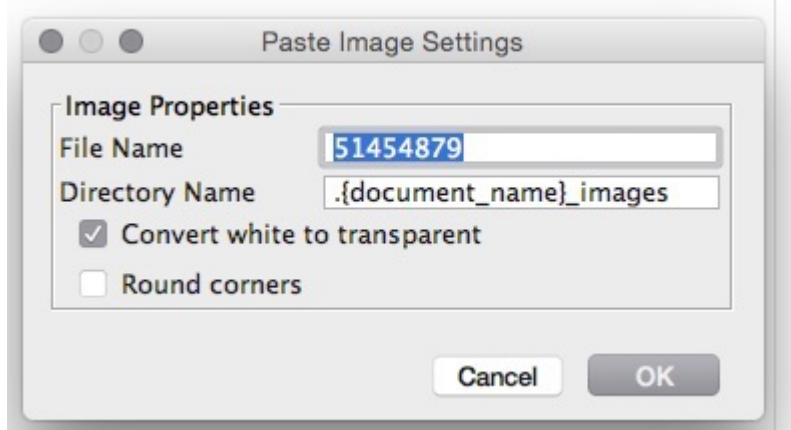 Paste Image Settings
Image Properties
File Name 51454879
Directory Name .{document_name}_images
Convert white to transparent
Round corners
Cancel OK